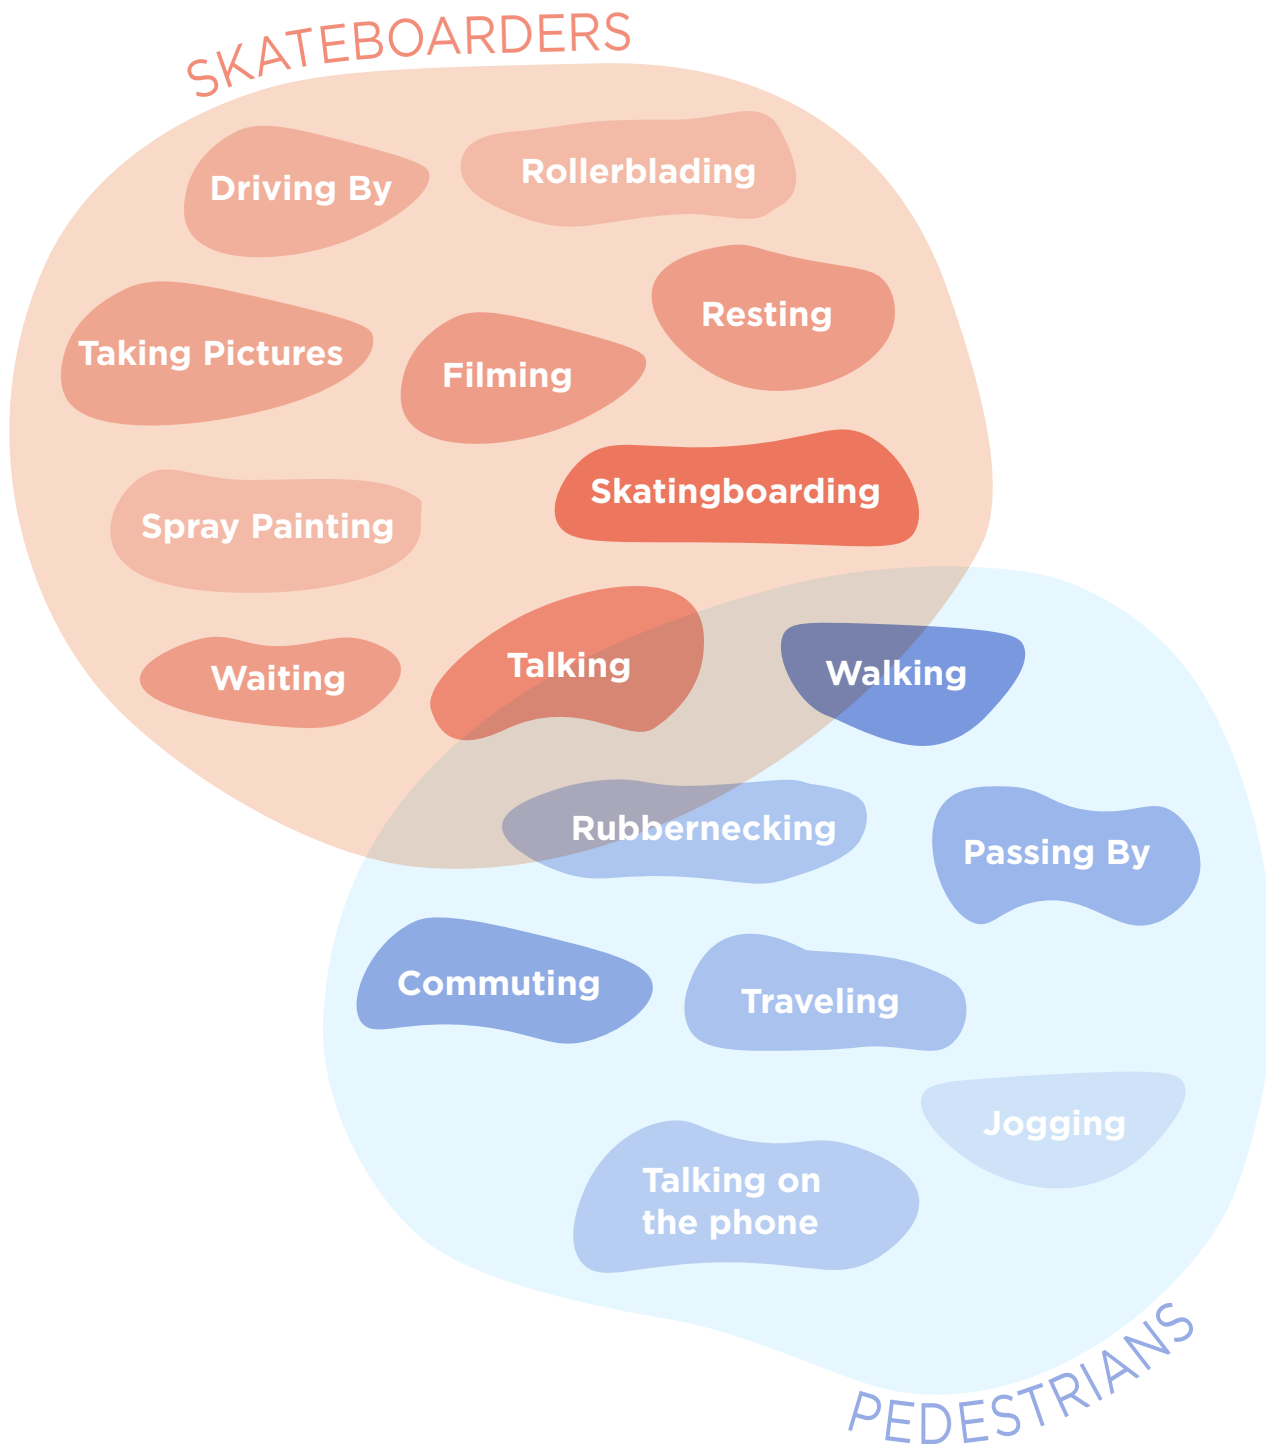 SKATEBOARDERS
Driving By
Rollerblading
Resting
Taking Pictures
Filming
Skatingboarding
Spray Painting
Talking
Walking
Waiting
Rubbernecking
Passing By
Commuting
Traveling
Jogging
Talking on
the phone
PEDESTRIANS